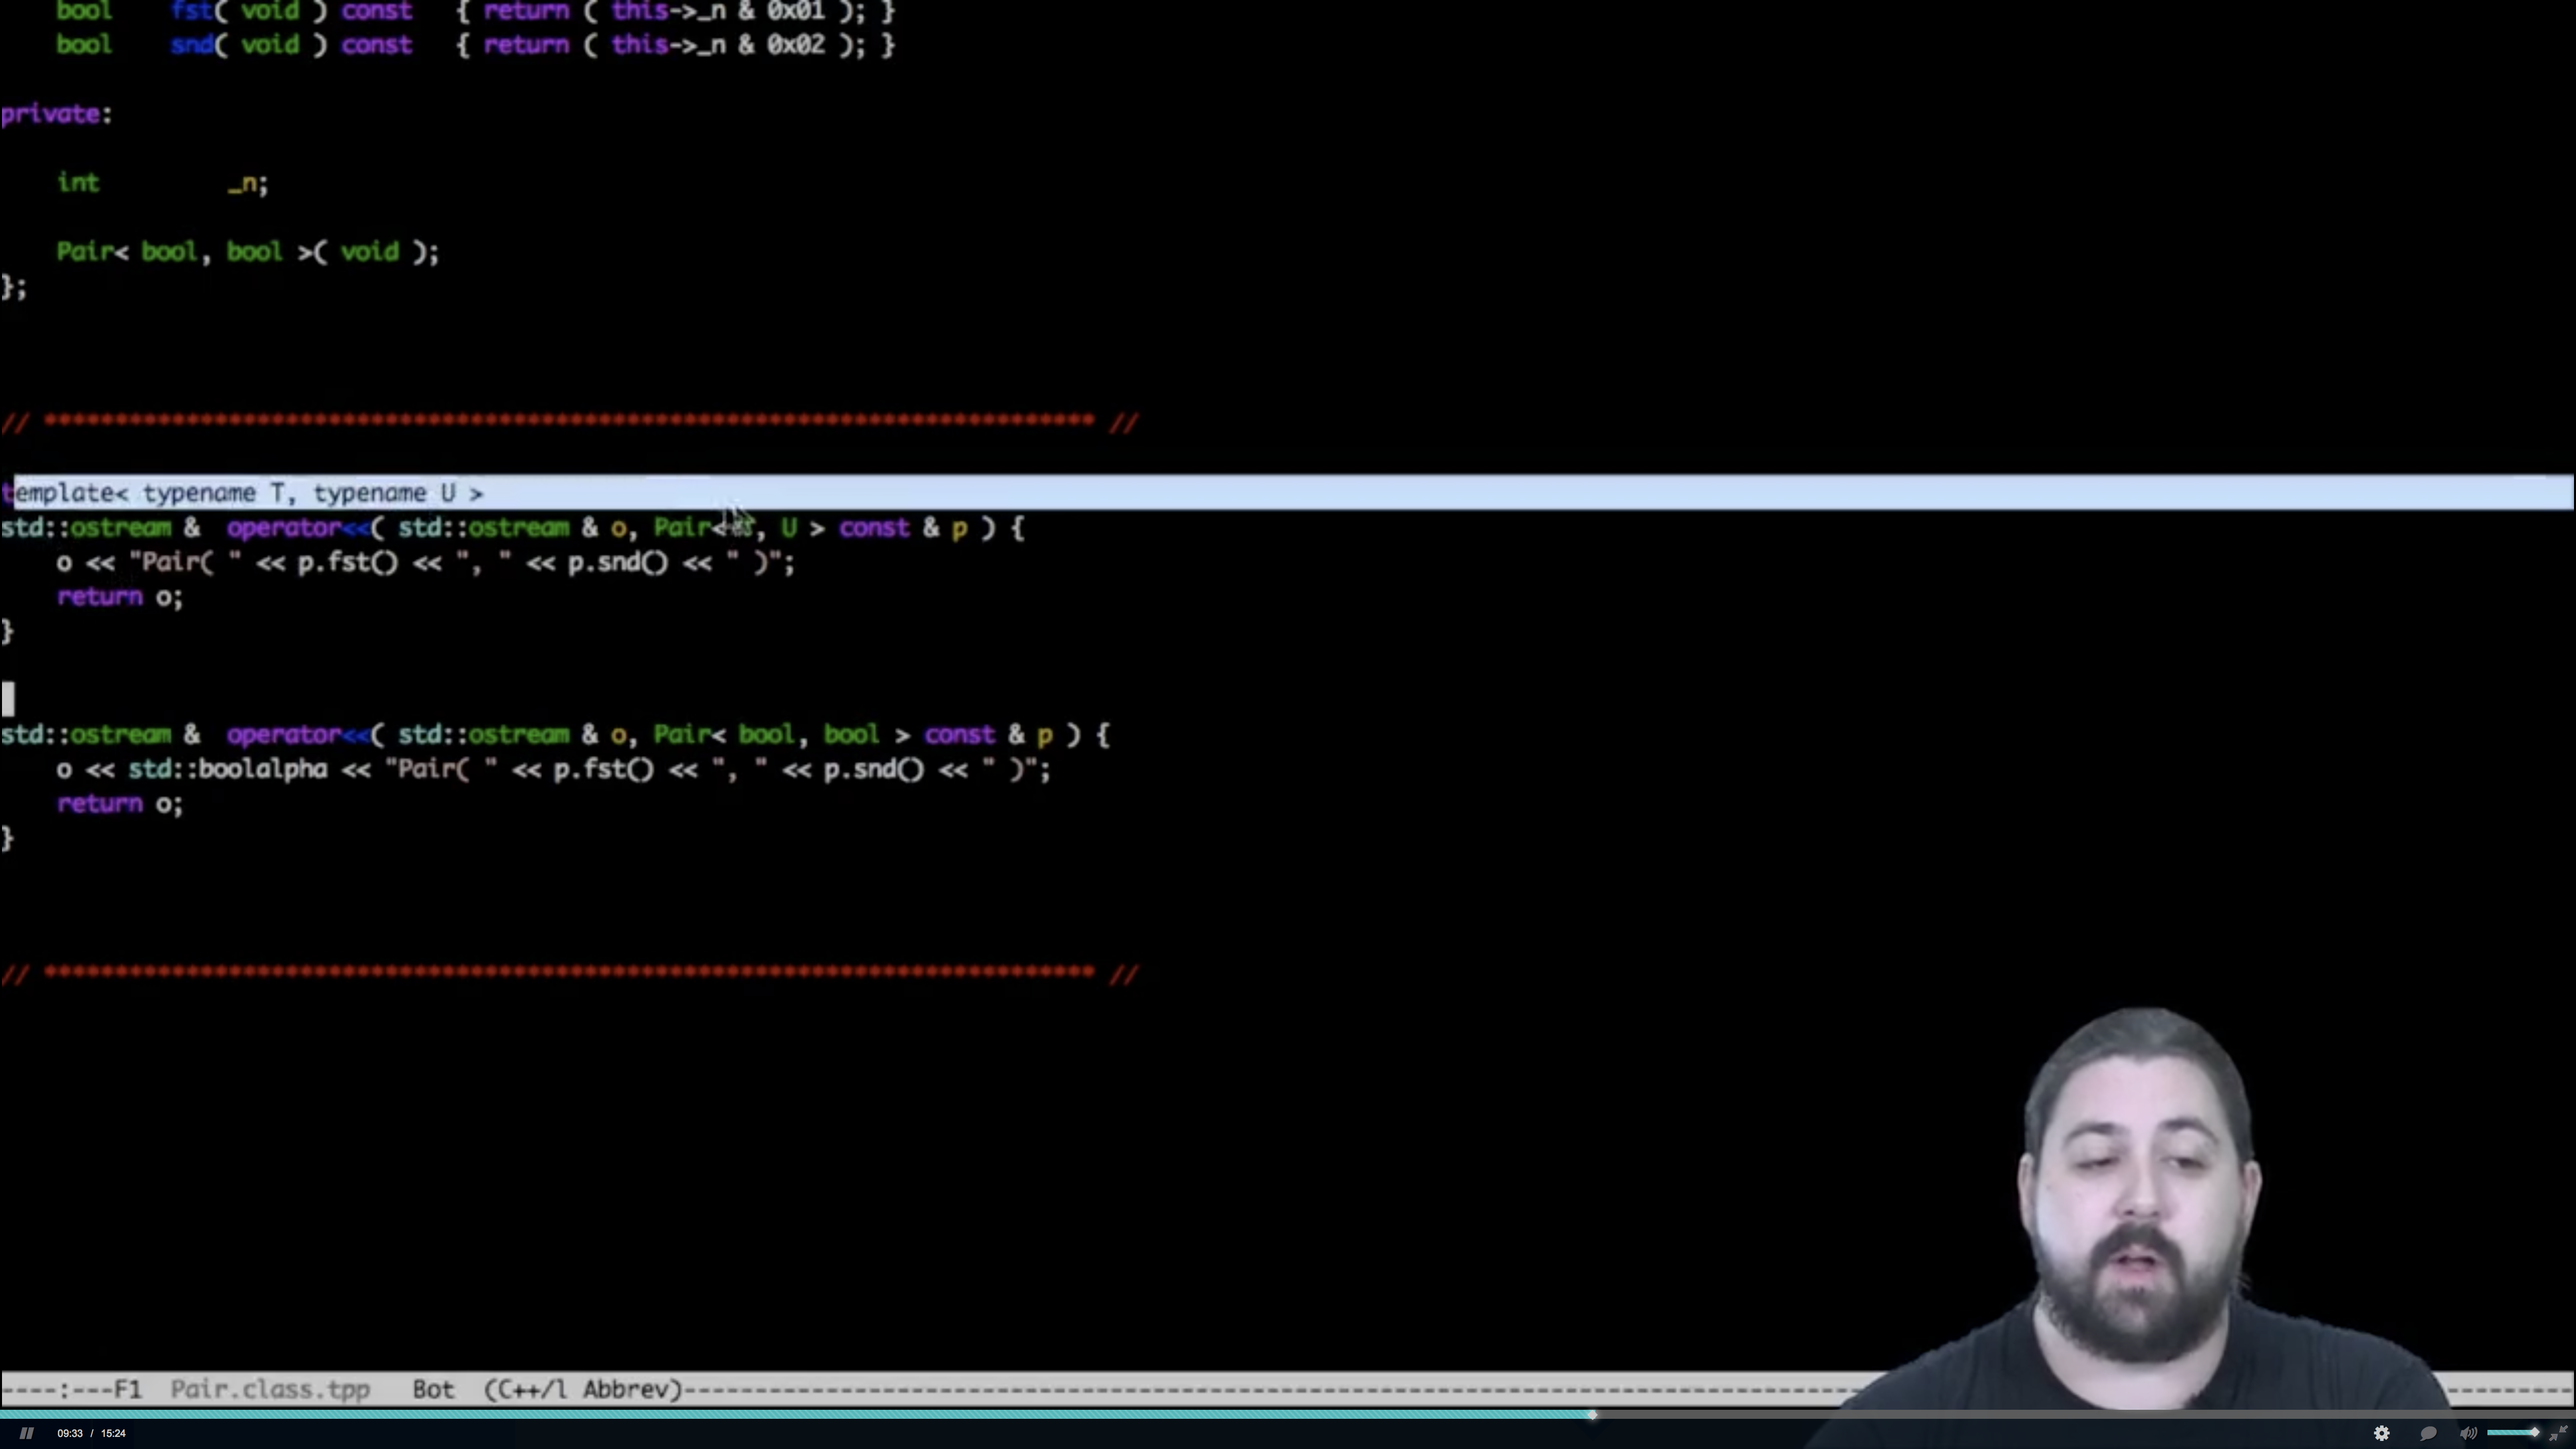 bool    fst( void ) const   { return ( this->_n & 0x01 ); }
bool    snd( void ) const   { return ( this->_n & 0x02 ); }
private:
int         _n;
Pair< bool, bool >( void );
};
// ************************************************************************** //
template< typename T, typename U >
std::ostream &  operator<<( std::ostream & o, Pair< T, U > const & p ) {
o << "Pair( " << p.fst() << ", " << p.snd() << " )";
return o;
}
std::ostream &  operator<<( std::ostream & o, Pair< bool, bool > const & p ) {
o << std::boolalpha << "Pair( " << p.fst() << ", " << p.snd() << " )";
return o;
}
// ************************************************************************** //
----:---F1  Pair.class.tpp   Bot  (C++/l Abbrev)----------
09:33 / 15:24